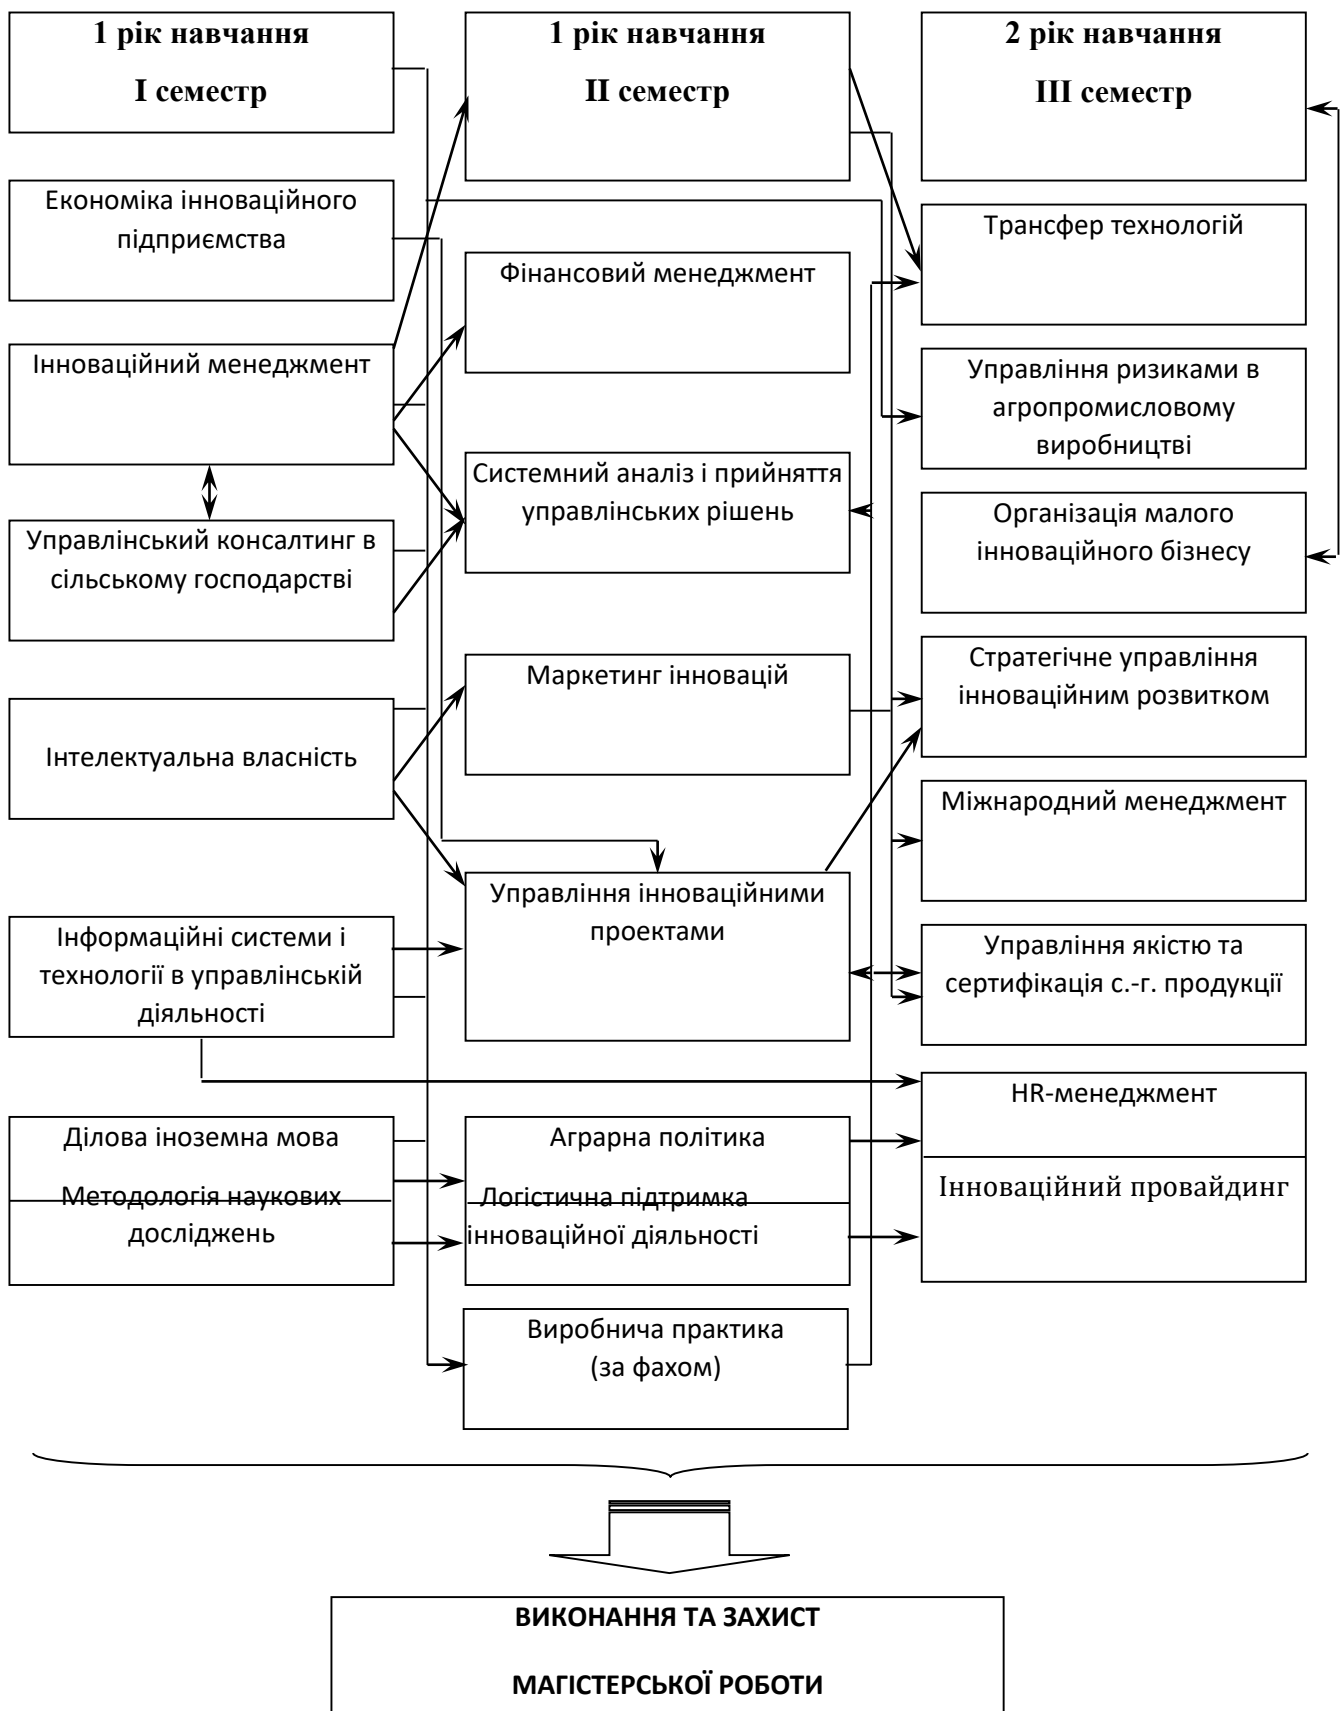 1 рік навчання
І семестр
Економіка інноваційного
підприємства
Інноваційний менеджмент
Управлінський консалтинг в
сільському господарстві
Інтелектуальна власність
Інформаційні системи і
технології в управлінській
діяльності
Ділова іноземна мова
Методологія наукових
досліджень
1 рік навчання
ІІ семестр
Фінансовий менеджмент
Системний аналіз і прийняття
управлінських рішень
Маркетинг інновацій
Управління інноваційними
проектами
Аграрна політика
Логістична підтримка
інноваційної діяльності
Виробнича практика
(за фахом)
2 рік навчання
ІІІ семестр
Трансфер технологій
Управління ризиками в
агропромисловому
виробництві
Організація малого
інноваційного бізнесу
Стратегічне управління
інноваційним розвитком
Міжнародний менеджмент
Управління якістю та
сертифікація с.-г. продукції
HR-менеджмент
Інноваційний провайдинг
ВИКОНАННЯ ТА ЗАХИСТ
МАГІСТЕРСЬКОЇ РОБОТИ